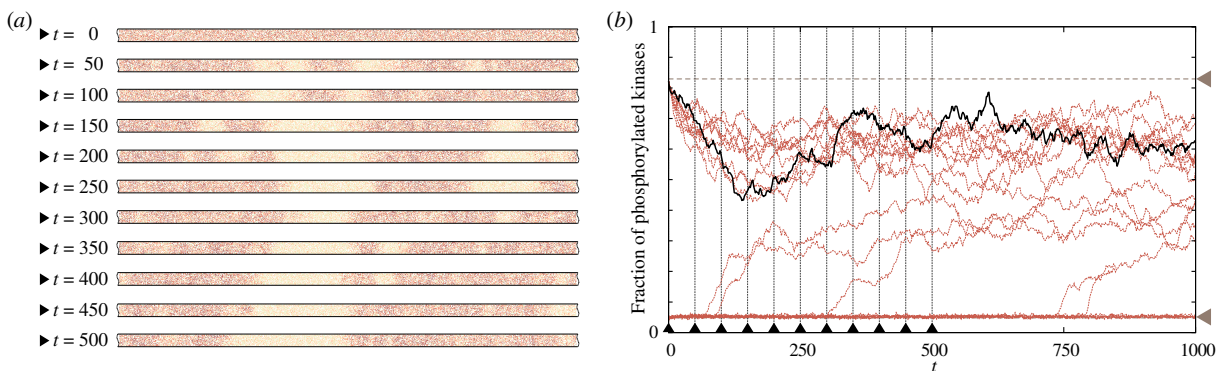 (a)
t = 0
t = 50
t = 100
t = 150
t = 200
t = 250
t = 300
t = 350
t = 400
t = 450
t = 500
(b)
Fraction of phosphorylated kinases
1
0
0
250
500
750
1000
t